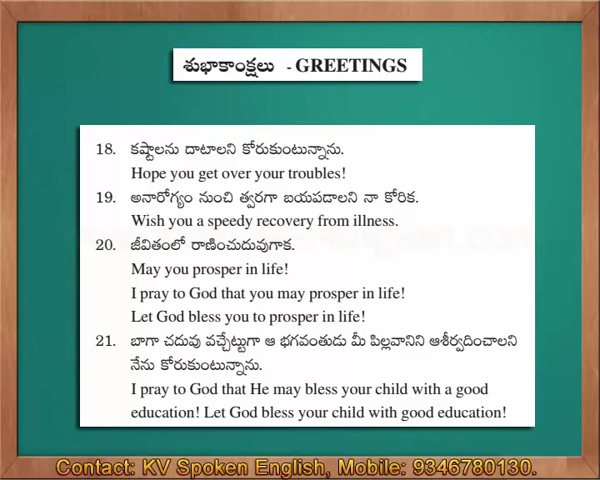 శుభాకాంక్షలు - GREETINGS
18. కష్టాలను దాటాలని కోరుకుంటున్నాను.
Hope you get over your troubles!
19. అనారోగ్యం నుంచి త్వరగా బయపడాలని నా కోరిక.
Wish you a speedy recovery from illness.
20. జీవితంలో రాణించుదువుగాక.
May you prosper in life!
I pray to God that you may prosper in life!
Let God bless you to prosper in life!
21. బాగా చదువు వచ్చేట్టుగా ఆ భగవంతుడు మీ పిల్లవానిని ఆశీర్వదించాలని
నేను కోరుకుంటున్నాను.
I pray to God that He may bless your child with a good
education! Let God bless your child with good education!
Contact: KV Spoken English, Mobile: 9346780130.